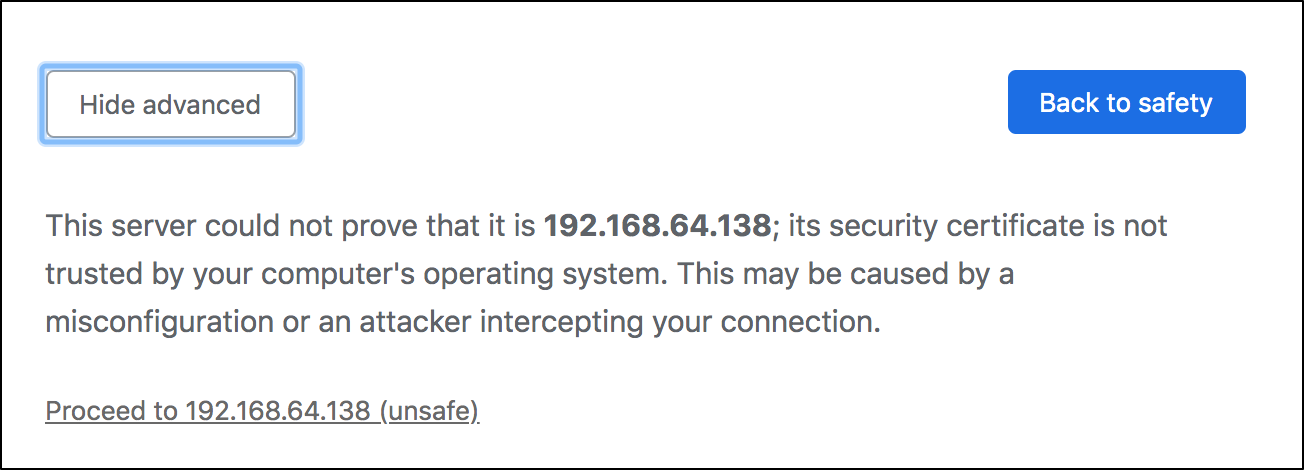 Hide advanced
Back to safety
This server could not prove that it is 192.168.64.138; its security certificate is not
trusted by your computer's operating system. This may be caused by a
misconfiguration or an attacker intercepting your connection.
Proceed to 192.168.64.138 (unsafe)